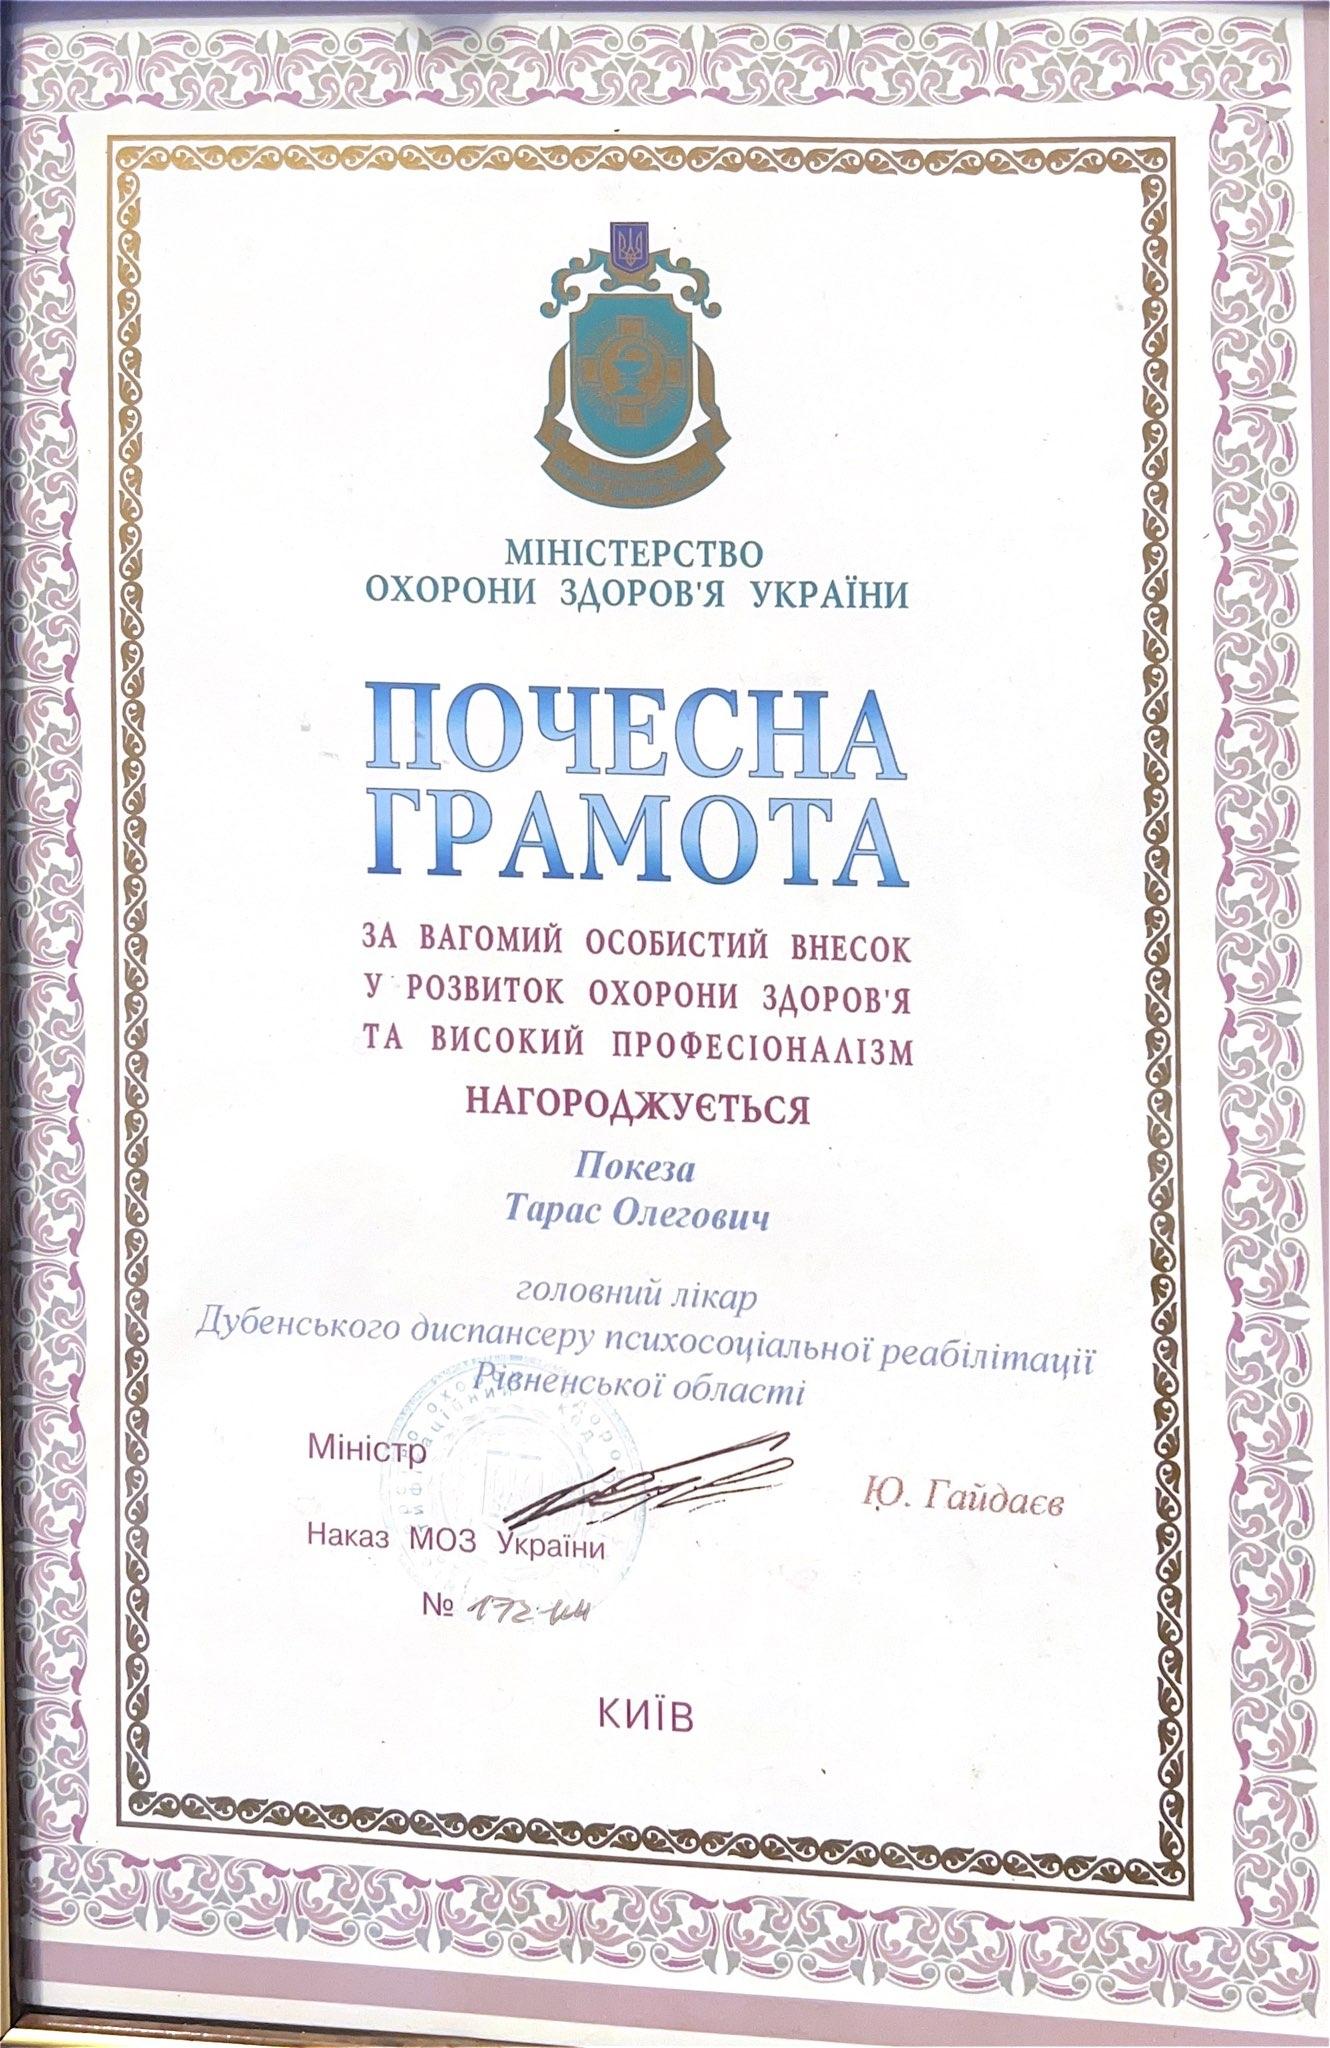 МІНІСТЕРСТВО
ОХОРОНИ ЗДОРОВ'Я УКРАЇНИ
ПОЧЕСНА
ГРАМОТА
ЗА ВАГОМИЙ ОСОБИСТИЙ ВНЕСОК
У РОЗВИТОК ОХОРОНИ ЗДОРОВ'Я
ТА ВИСОКИЙ ПРОФЕСІОНАЛІЗМ
НАГОРОДЖУЄТЬСЯ
Покеза
Тарас Олегович
головний лікар
Дубенського диспансеру психосоціальної реабілітації
Рівненської області
Міністр
Ю. Гайдаєв
Наказ МОЗ України
№ 172
КИЇВ